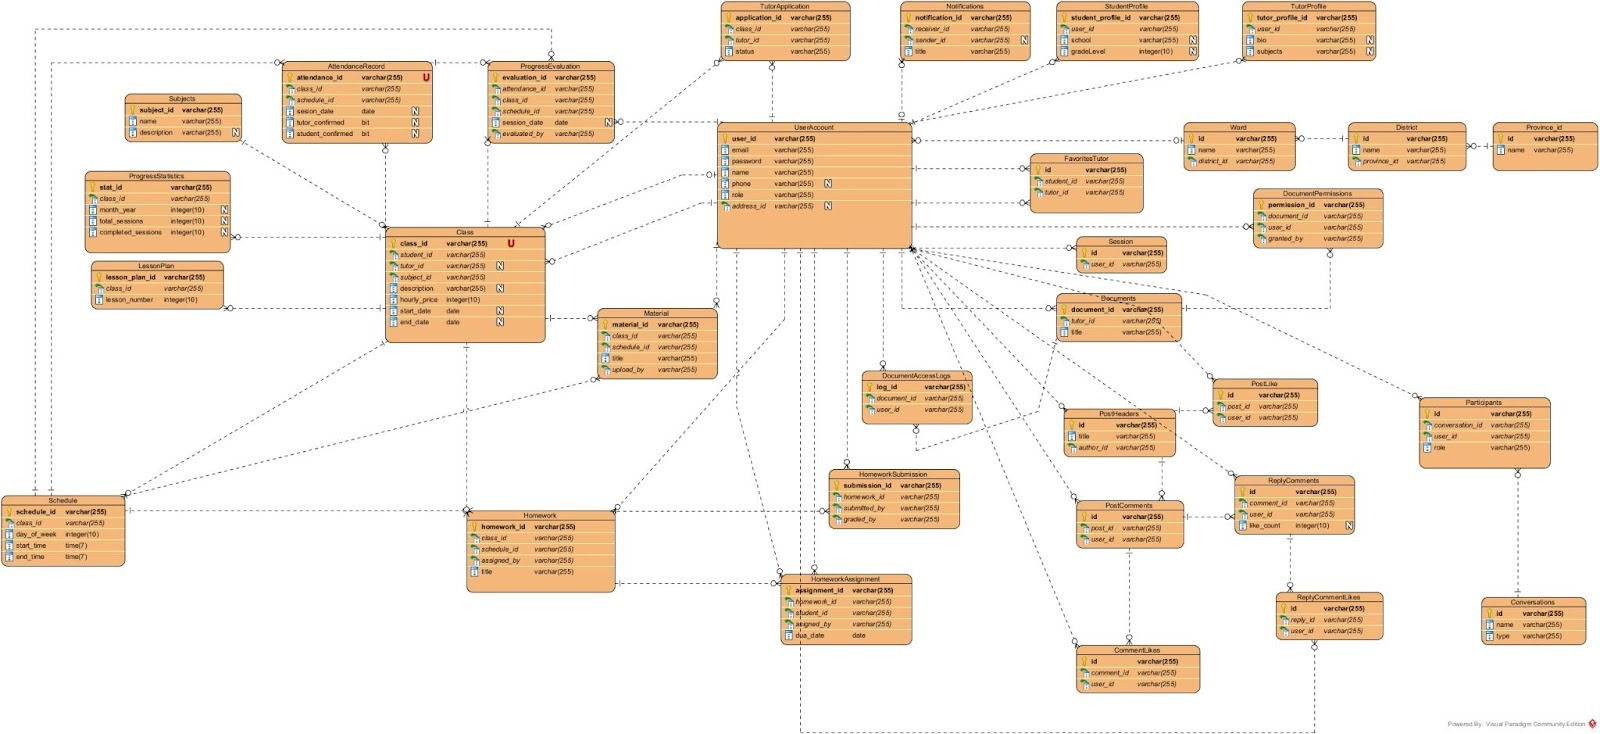 TutorApplication
application_id varchar(255)
class_id varchar(255)
tutor_id varchar(255)
status varchar(255)
Notifications
notification_id varchar(255)
receiver_id varchar(255)
sender_id varchar(255) N
title varchar(255)
StudentProfile
student_profile_id varchar(255)
user_id varchar(255)
school varchar(255) N
gradeLevel integer(10) N
TutorProfile
tutor_profile_id varchar(255)
user_id varchar(255)
bio varchar(255) N
subjects varchar(255) N
AttendanceRecord
attendance_id varchar(255) U
class_id varchar(255)
schedule_id varchar(255)
sesion_date date N
tutor_confirmed bit N
student_confirmed bit N
ProgressEvaluation
evaluation_id varchar(255)
attendance_id varchar(255)
class_id varchar(255)
schedule_id varchar(255)
session_date date N
evaluated_by varchar(255)
Subjects
subject_id varchar(255)
name varchar(255)
description varchar(255) N
UserAccount
user_id varchar(255)
email varchar(255)
password varchar(255)
name varchar(255)
phone varchar(255) N
role varchar(255)
address_id varchar(255) N
Ward
id varchar(255)
name varchar(255)
district_id varchar(255)
District
id varchar(255)
name varchar(255)
province_id varchar(255)
Province_id
id varchar(255)
name varchar(255)
FavoritesTutor
id varchar(255)
student_id varchar(255)
tutor_id varchar(255)
ProgressStatistics
stat_id varchar(255)
class_id varchar(255)
month_year integer(10) N
total_sessions integer(10) N
completed_sessions integer(10) N
DocumentPermissions
permission_id varchar(255)
document_id varchar(255)
user_id varchar(255)
granted_by varchar(255)
Class
class_id varchar(255) U
student_id varchar(255)
tutor_id varchar(255) N
subject_id varchar(255)
description varchar(255) N
hourly_price integer(10)
start_date date N
end_date date N
Session
id varchar(255)
user_id varchar(255)
LessonPlan
lesson_plan_id varchar(255)
class_id varchar(255)
lesson_number integer(10)
Documents
document_id varchar(255)
tutor_id varchar(255)
title varchar(255)
Material
material_id varchar(255)
class_id varchar(255)
schedule_id varchar(255)
title varchar(255)
upload_by varchar(255)
DocumentAccessLogs
log_id varchar(255)
document_id varchar(255)
user_id varchar(255)
PostLike
id varchar(255)
post_id varchar(255)
user_id varchar(255)
PostHeaders
id varchar(255)
title varchar(255)
author_id varchar(255)
Participants
id varchar(255)
conversation_id varchar(255)
user_id varchar(255)
role varchar(255)
HomeworkSubmission
submission_id varchar(255)
homework_id varchar(255)
submitted_by varchar(255)
graded_by varchar(255)
ReplyComments
id varchar(255)
comment_id varchar(255)
user_id varchar(255)
like_count integer(10) N
Schedule
schedule_id varchar(255)
class_id varchar(255)
day_of_week integer(10)
start_time time(7)
end_time time(7)
PostComments
id varchar(255)
post_id varchar(255)
user_id varchar(255)
Homework
homework_id varchar(255)
class_id varchar(255)
schedule_id varchar(255)
assigned_by varchar(255)
title varchar(255)
HomeworkAssignment
assignment_id varchar(255)
homework_id varchar(255)
student_id varchar(255)
asigned_by varchar(255)
dua_date date
ReplyCommentLikes
id varchar(255)
reply_id varchar(255)
user_id varchar(255)
Conversations
id varchar(255)
name varchar(255)
type varchar(255)
CommentLikes
id varchar(255)
comment_id varchar(255)
user_id varchar(255)
Powered By Visual Paradigm Community Edition